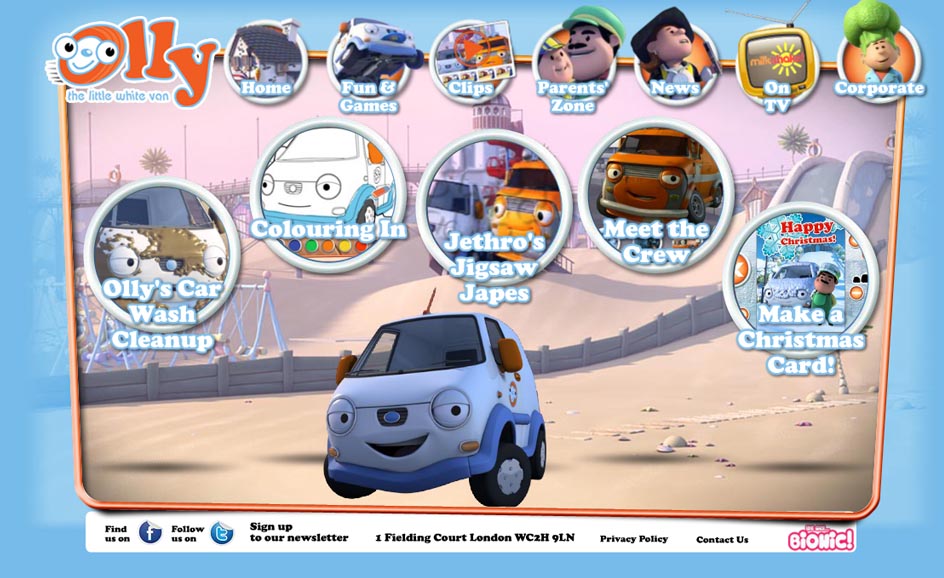 Olly
the little white van
Home
Fun &
Games
Clips
Parents'
Zone
News
milkshake!
On
TV
Corporate
Olly's Car
Wash
Cleanup
Colouring In
Jethro's
Jigsaw
Japes
Meet the
Crew
Happy
Christmas!
Make a
Christmas
Card!
Find
us on
Follow
us on
Sign up
to our newsletter
1 Fielding Court London WC2H 9LN
Privacy Policy
Contact Us
BIONIC!